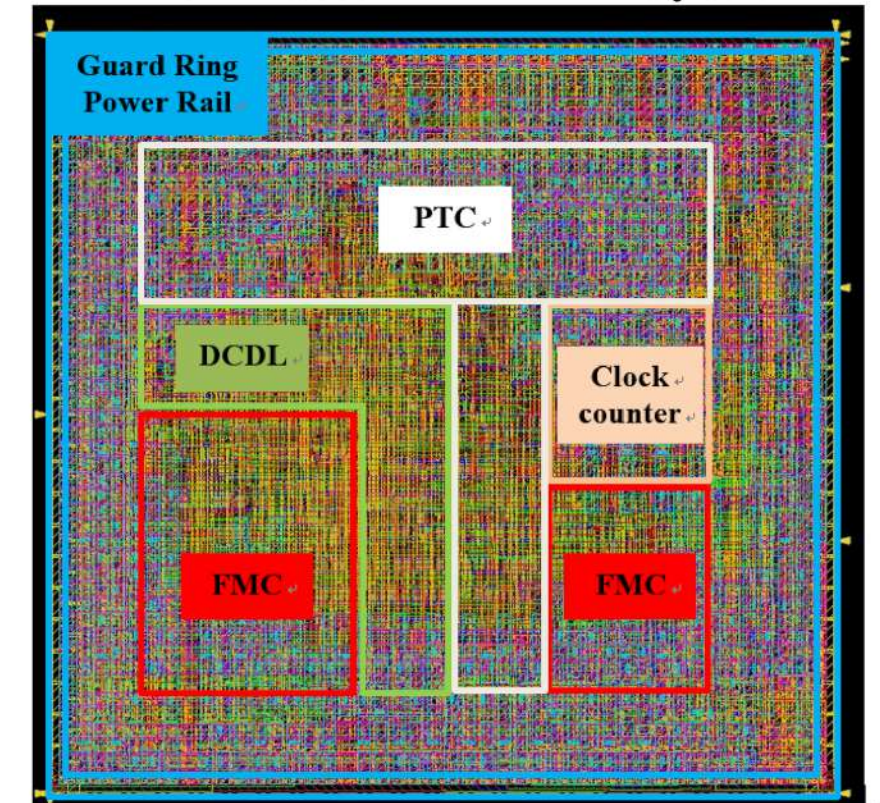 Guard Ring
Power Rail
PTC
DCDL
Clock
counter
FMC
FMC